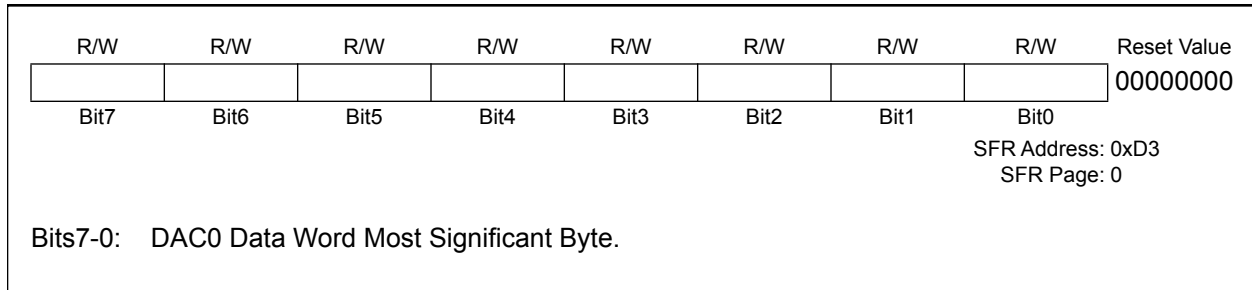 R/W R/W R/W R/W R/W R/W R/W R/W Reset Value
00000000
Bit7 Bit6 Bit5 Bit4 Bit3 Bit2 Bit1 Bit0
SFR Address: 0xD3
SFR Page: 0
Bits7-0: DAC0 Data Word Most Significant Byte.